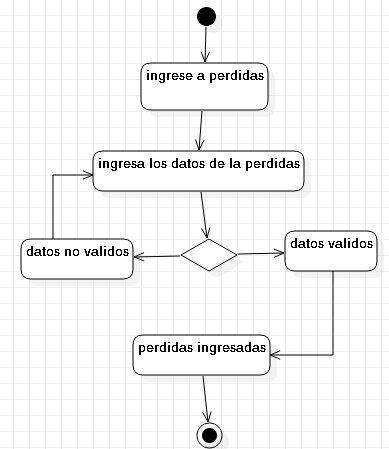 ingrese a perdidas
ingresa los datos de la perdidas
datos validos
datos no validos
perdidas ingresadas